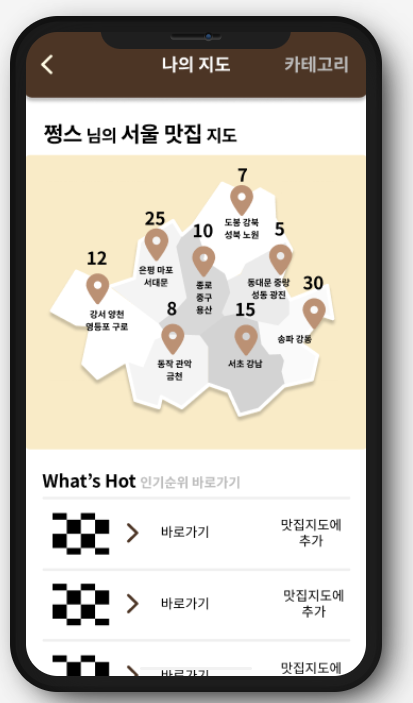 나의 지도
카테고리
쩡스 님의 서울 맛집 지도
7
도봉 강북
성북 노원
25
은평 마포
서대문
10
종로
중구
용산
5
동대문 중랑
성동 광진
12
강서 양천
영등포 구로
30
송파 강동
8
동작 관악
금천
15
서초 강남
What's Hot 인기순위 바로가기
바로가기
맛집지도에
추가
바로가기
맛집지도에
추가
바로가기
맛집지도에